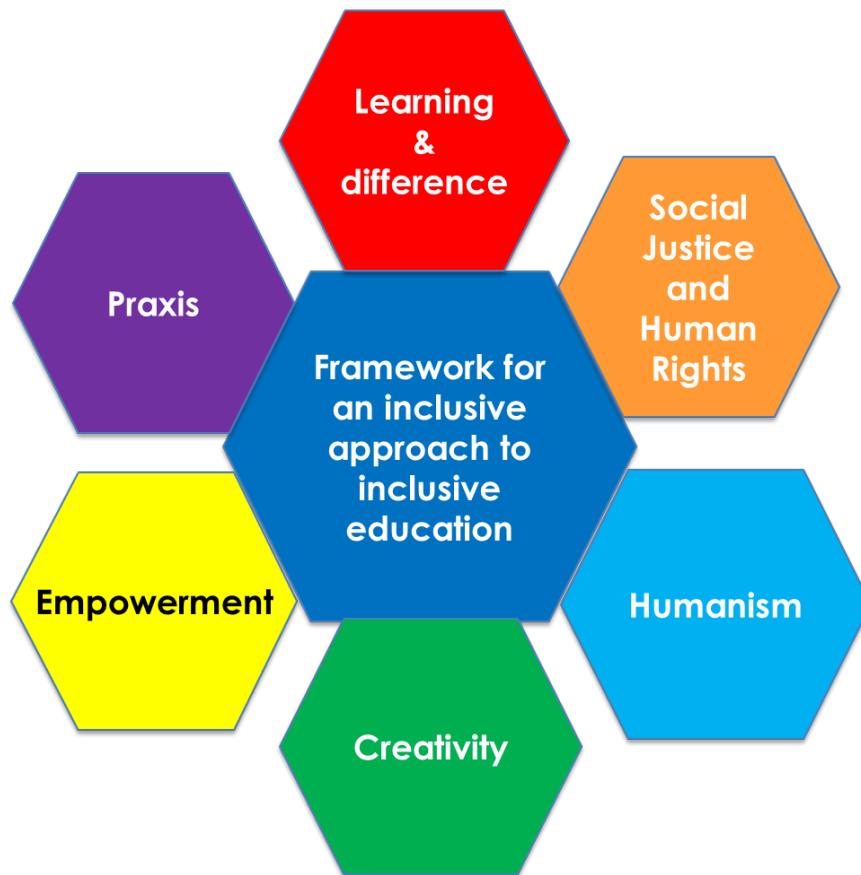 Learning
&
difference
Social
Justice
and
Human
Rights
Praxis
Framework for
an inclusive
approach to
inclusive
education
Empowerment
Humanism
Creativity